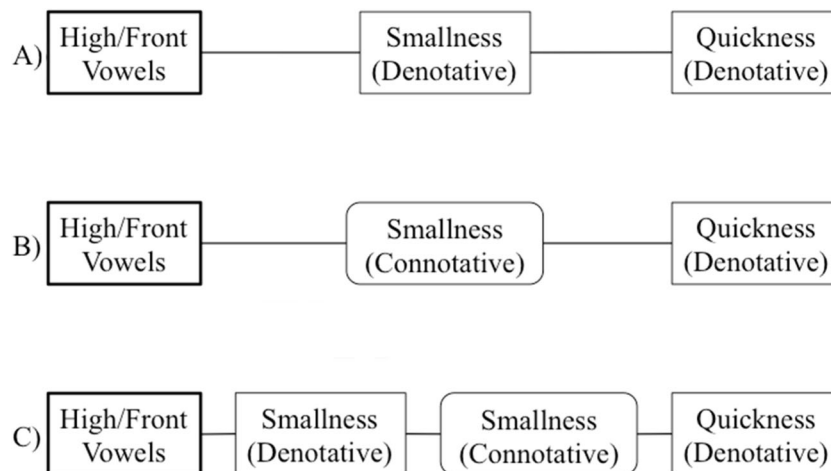 A) High/Front Vowels
Smallness (Denotative)
Quickness (Denotative)
B) High/Front Vowels
Smallness (Connotative)
Quickness (Denotative)
C) High/Front Vowels
Smallness (Denotative)
Smallness (Connotative)
Quickness (Denotative)